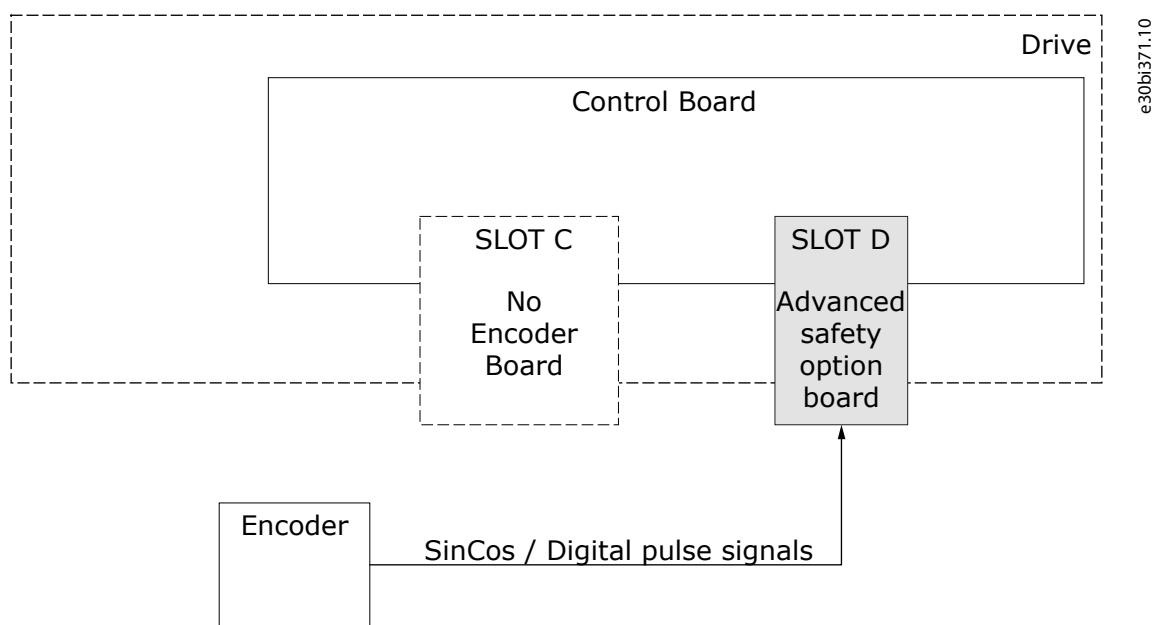 Drive
e30bi371.10
Control Board
SLOT C
No
Encoder
Board
SLOT D
Advanced
safety
option
board
Encoder
SinCos / Digital pulse signals